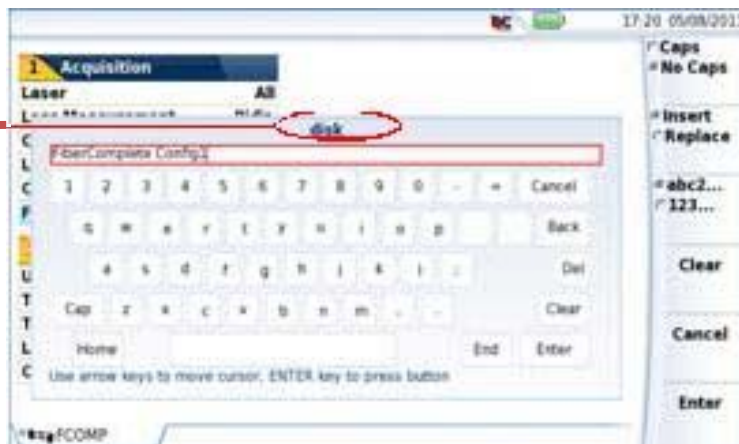 17:20 05/08/201
1 Acquisition
Laser All
disk
FiberComplete Config1
1 2 3 4 5 6 7 8 9 0 - = Cancel
q w e r t y u i o p Back
a s d f g h j k l ; Del
Cap z x c v b n m , . Clear
Home End Enter
Use arrow keys to move cursor, ENTER key to press button
FCOMP
Caps
No Caps
Insert
Replace
abc2...
123...
Clear
Cancel
Enter